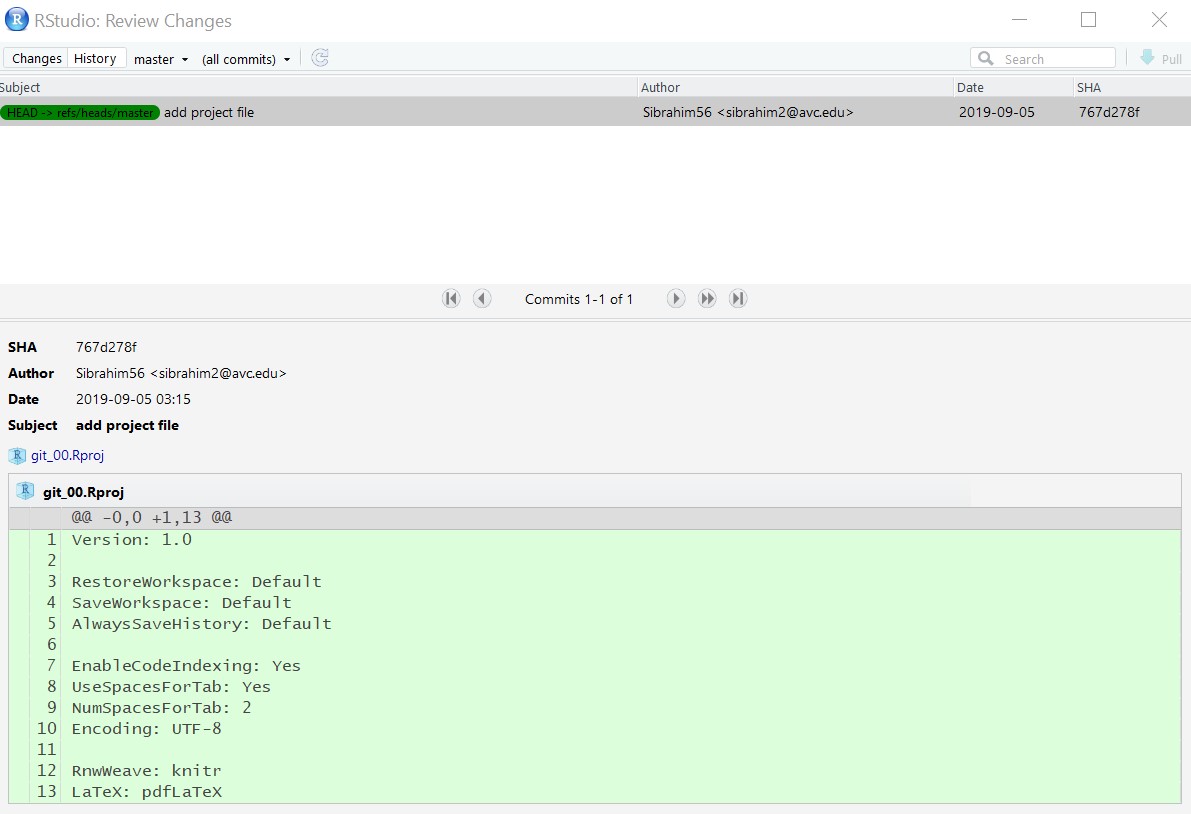 R RStudio: Review Changes
Changes History master (all commits) Search Pull
Subject Author Date SHA
HEAD -> refs/heads/master add project file Sibrahim56 <sibrahim2@avc.edu> 2019-09-05 767d278f
Commits 1-1 of 1
SHA 767d278f
Author Sibrahim56 <sibrahim2@avc.edu>
Date 2019-09-05 03:15
Subject add project file
R git_00.Rproj
R git_00.Rproj
@@ -0,0 +1,13 @@
1 Version: 1.0
2
3 RestoreWorkspace: Default
4 SaveWorkspace: Default
5 AlwaysSaveHistory: Default
6
7 EnableCodeIndexing: Yes
8 UseSpacesForTab: Yes
9 NumSpacesForTab: 2
10 Encoding: UTF-8
11
12 RnwWeave: knitr
13 LaTeX: pdfLaTeX